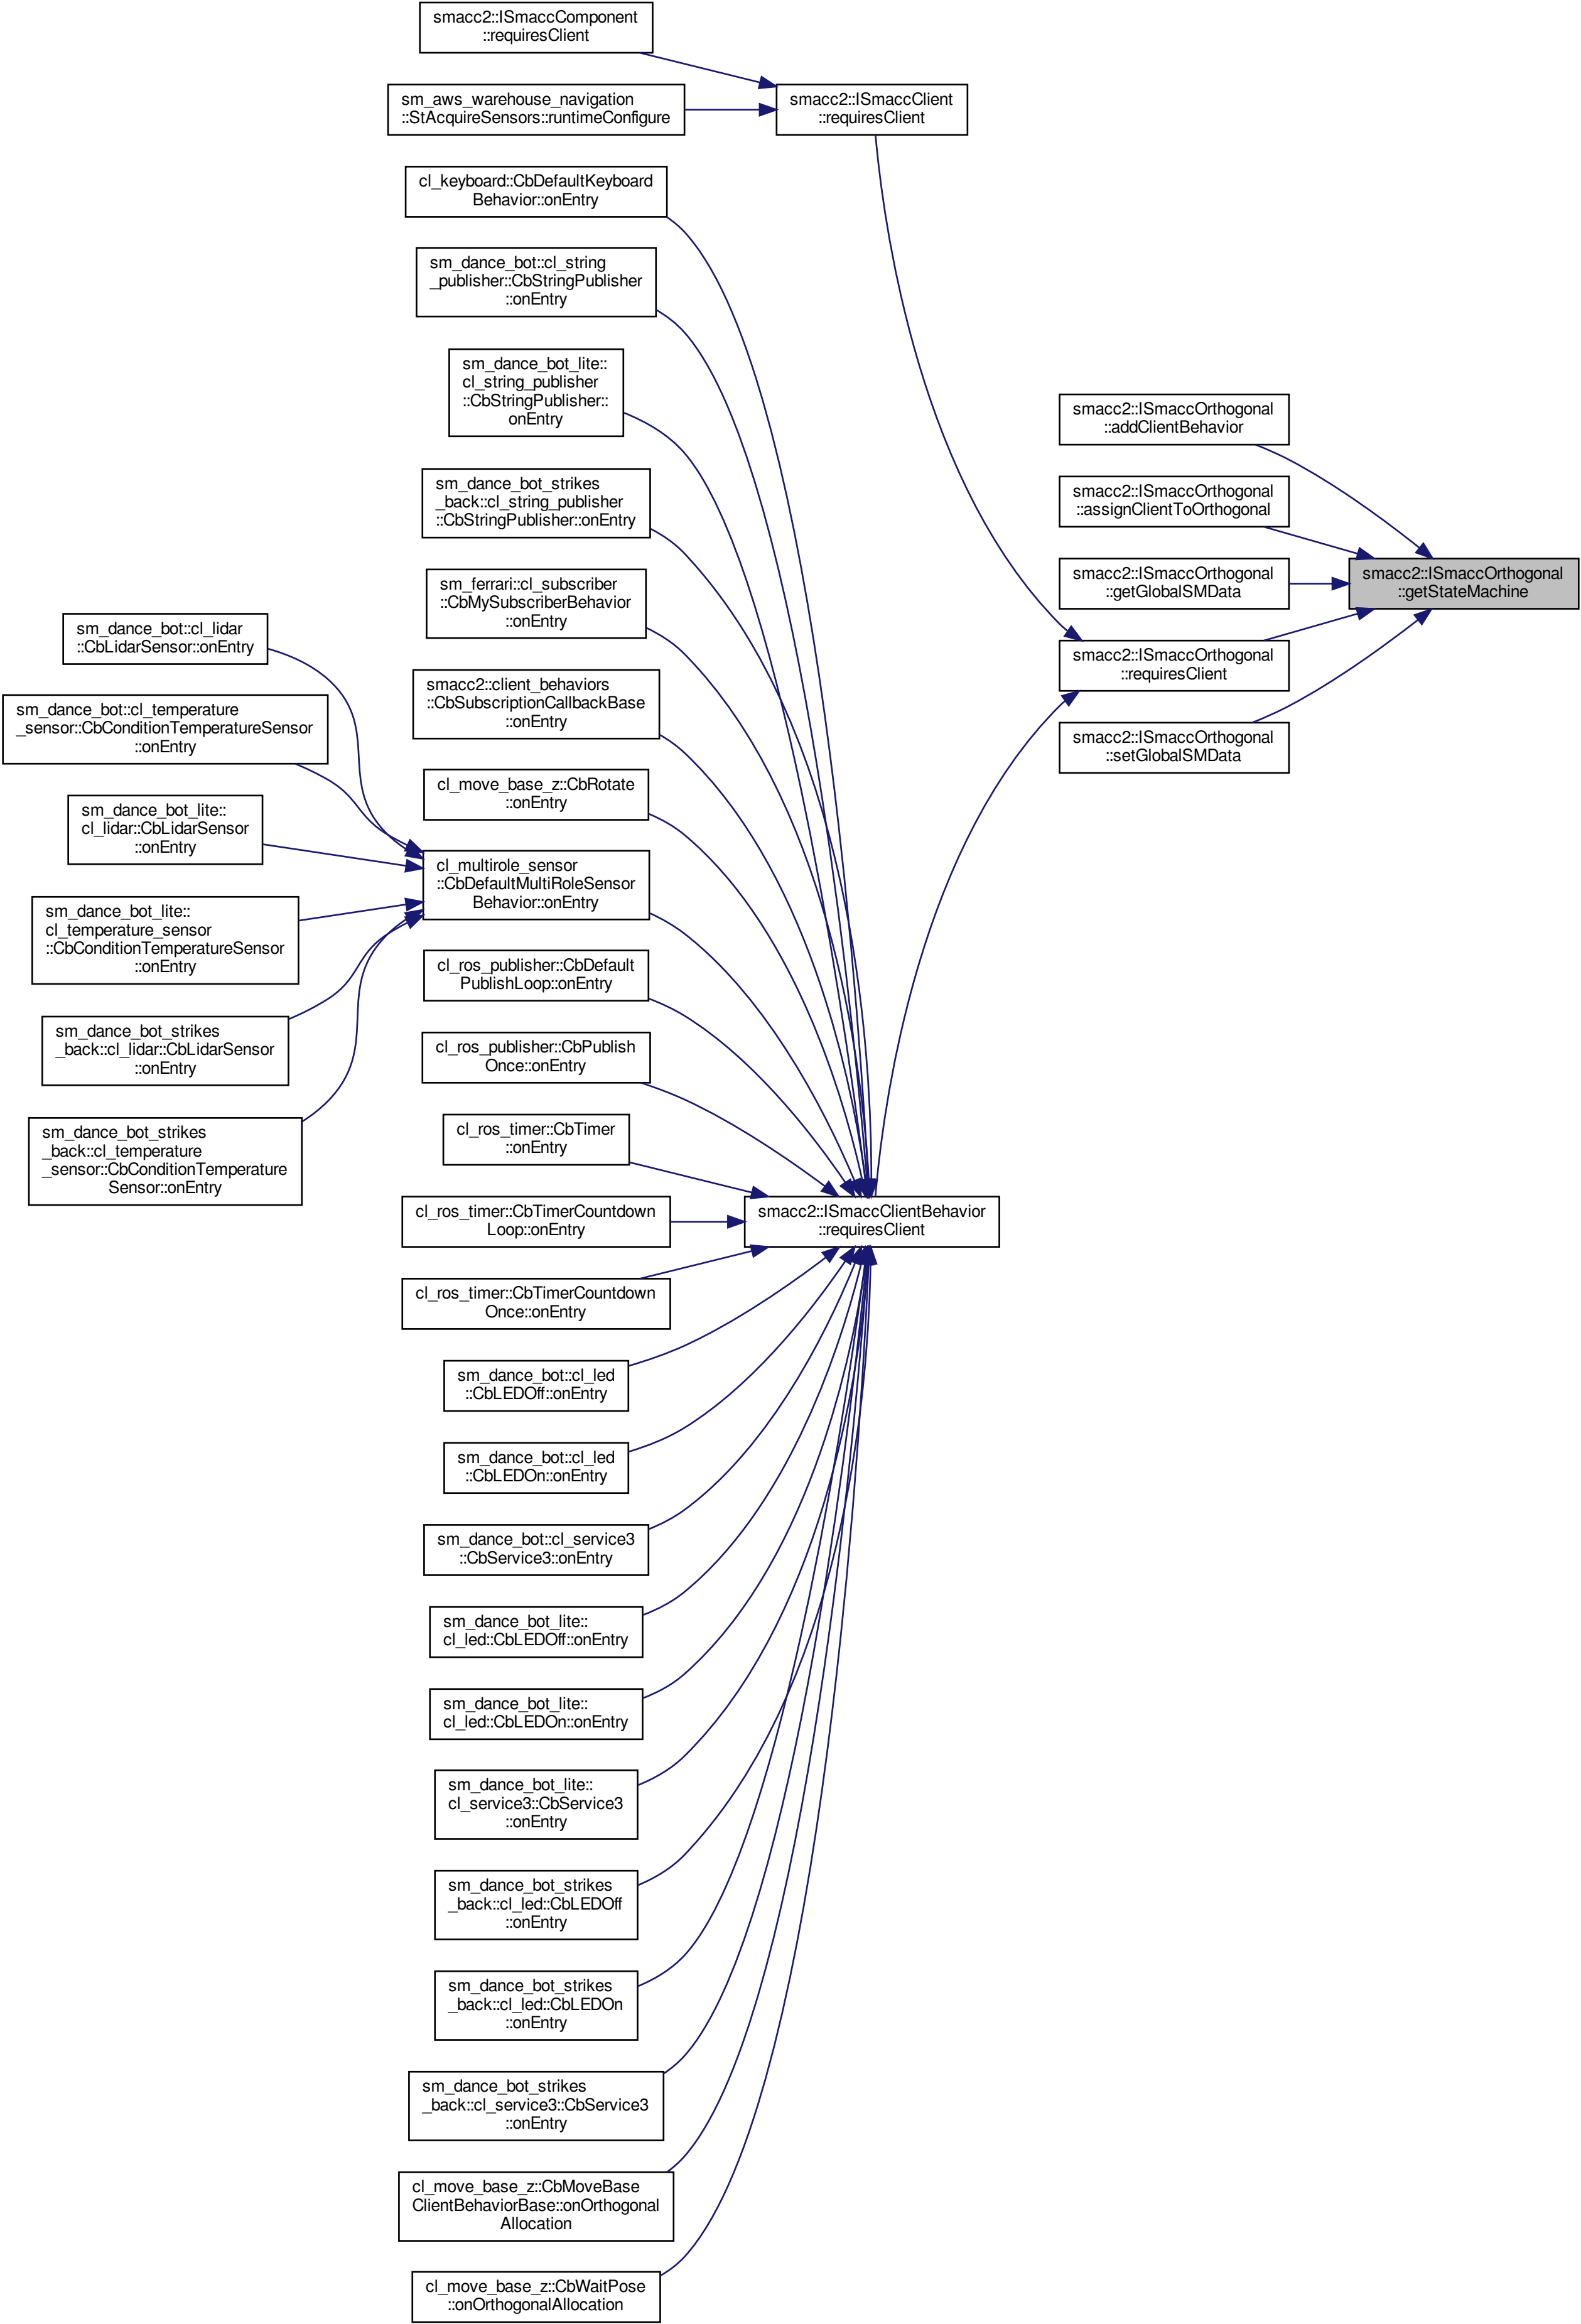 smacc2::ISmaccComponent
::requiresClient
sm_aws_warehouse_navigation
::StAcquireSensors::runtimeConfigure
smacc2::ISmaccClient
::requiresClient
cl_keyboard::CbDefaultKeyboard
Behavior::onEntry
sm_dance_bot::cl_string
_publisher::CbStringPublisher
::onEntry
sm_dance_bot_lite::
cl_string_publisher
::CbStringPublisher::
onEntry
sm_dance_bot_strikes
_back::cl_string_publisher
::CbStringPublisher::onEntry
sm_ferrari::cl_subscriber
::CbMySubscriberBehavior
::onEntry
smacc2::client_behaviors
::CbSubscriptionCallbackBase
::onEntry
cl_move_base_z::CbRotate
::onEntry
cl_multirole_sensor
::CbDefaultMultiRoleSensor
Behavior::onEntry
cl_ros_publisher::CbDefault
PublishLoop::onEntry
cl_ros_publisher::CbPublish
Once::onEntry
cl_ros_timer::CbTimer
::onEntry
cl_ros_timer::CbTimerCountdown
Loop::onEntry
cl_ros_timer::CbTimerCountdown
Once::onEntry
sm_dance_bot::cl_led
::CbLEDOff::onEntry
sm_dance_bot::cl_led
::CbLEDOn::onEntry
sm_dance_bot::cl_service3
::CbService3::onEntry
sm_dance_bot_lite::
cl_led::CbLEDOff::onEntry
sm_dance_bot_lite::
cl_led::CbLEDOn::onEntry
sm_dance_bot_lite::
cl_service3::CbService3
::onEntry
sm_dance_bot_strikes
_back::cl_led::CbLEDOff
::onEntry
sm_dance_bot_strikes
_back::cl_led::CbLEDOn
::onEntry
sm_dance_bot_strikes
_back::cl_service3::CbService3
::onEntry
cl_move_base_z::CbMoveBase
ClientBehaviorBase::onOrthogonal
Allocation
cl_move_base_z::CbWaitPose
::onOrthogonalAllocation
sm_dance_bot::cl_lidar
::CbLidarSensor::onEntry
sm_dance_bot::cl_temperature
_sensor::CbConditionTemperatureSensor
::onEntry
sm_dance_bot_lite::
cl_lidar::CbLidarSensor
::onEntry
sm_dance_bot_lite::
cl_temperature_sensor
::CbConditionTemperatureSensor
::onEntry
sm_dance_bot_strikes
_back::cl_lidar::CbLidarSensor
::onEntry
sm_dance_bot_strikes
_back::cl_temperature
_sensor::CbConditionTemperature
Sensor::onEntry
smacc2::ISmaccClientBehavior
::requiresClient
smacc2::ISmaccOrthogonal
::addClientBehavior
smacc2::ISmaccOrthogonal
::assignClientToOrthogonal
smacc2::ISmaccOrthogonal
::getGlobalSMData
smacc2::ISmaccOrthogonal
::requiresClient
smacc2::ISmaccOrthogonal
::setGlobalSMData
smacc2::ISmaccOrthogonal
::getStateMachine